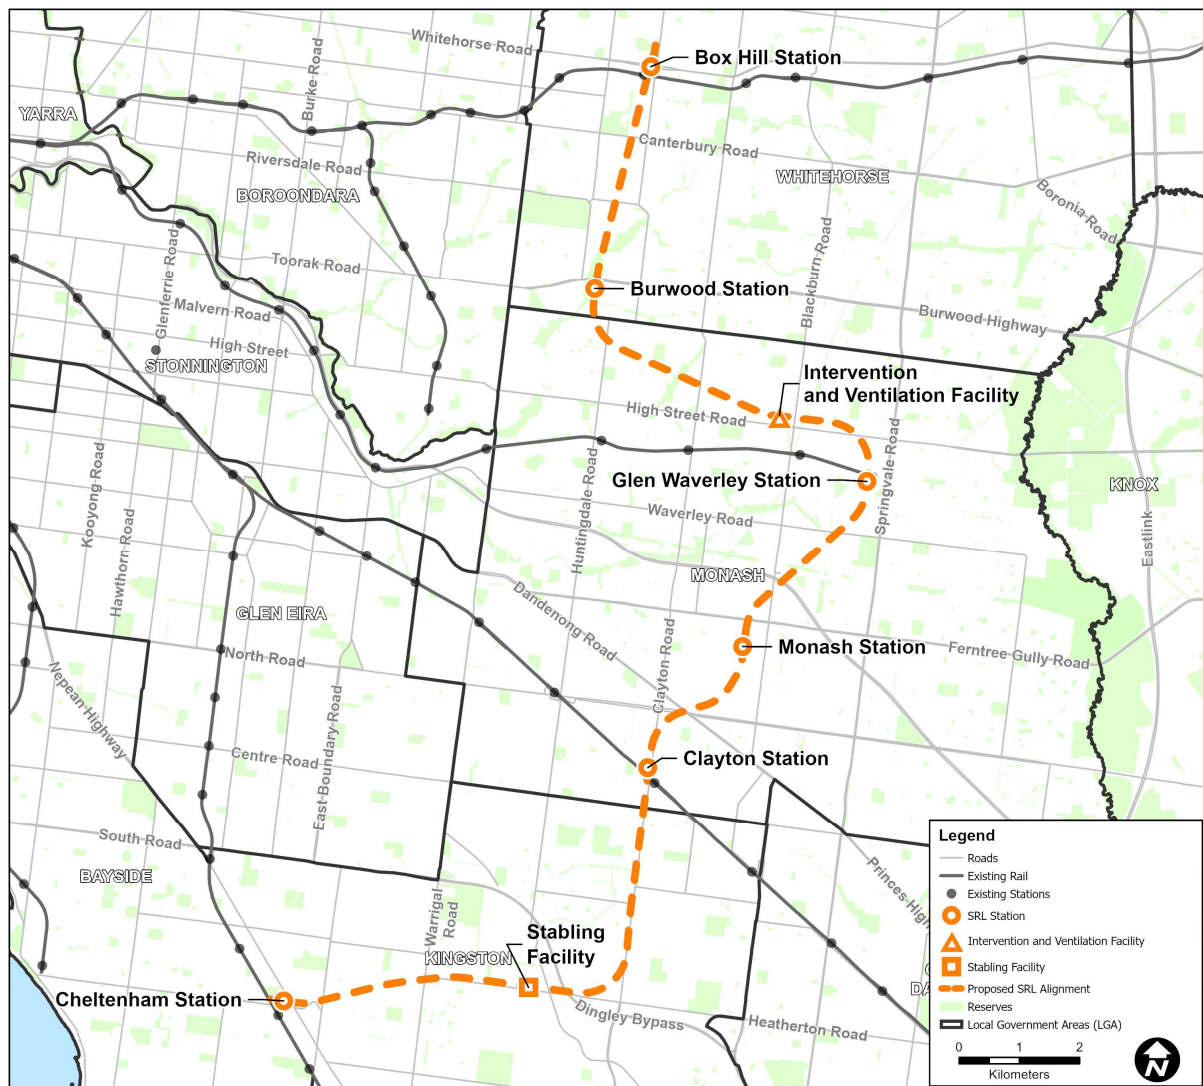 Whitehorse Road
Box Hill Station
Burke Road
YARRA
Canterbury Road
Riversdale Road
WHITEHORSE
BOROONDARA
Boronia Road
Glenferrie Road
Toorak Road
Blackburn Road
Burwood Station
Malvern Road
Burwood Highway
High Street
STONNINGTON
Intervention
and Ventilation Facility
High Street Road
Springvale Road
Kooyong Road
Huntingdale Road
Glen Waverley Station
KNOX
Eastlink
Hawthorn Road
Waverley Road
MONASH
Dandenong Road
GLEN EIRA
Clayton Road
North Road
Monash Station
Ferntree Gully Road
Nepean Highway
East Boundary Road
Centre Road
Clayton Station
South Road
BAYSIDE
Princes High
Warrigal
Road
Stabling
Facility
KINGSTON
Cheltenham Station
Dingley Bypass
Heatherton Road
DA
Legend
Roads
Existing Rail
Existing Stations
SRL Station
Intervention and Ventilation Facility
Stabling Facility
Proposed SRL Alignment
Reserves
Local Government Areas (LGA)
0 1 2
Kilometers
N